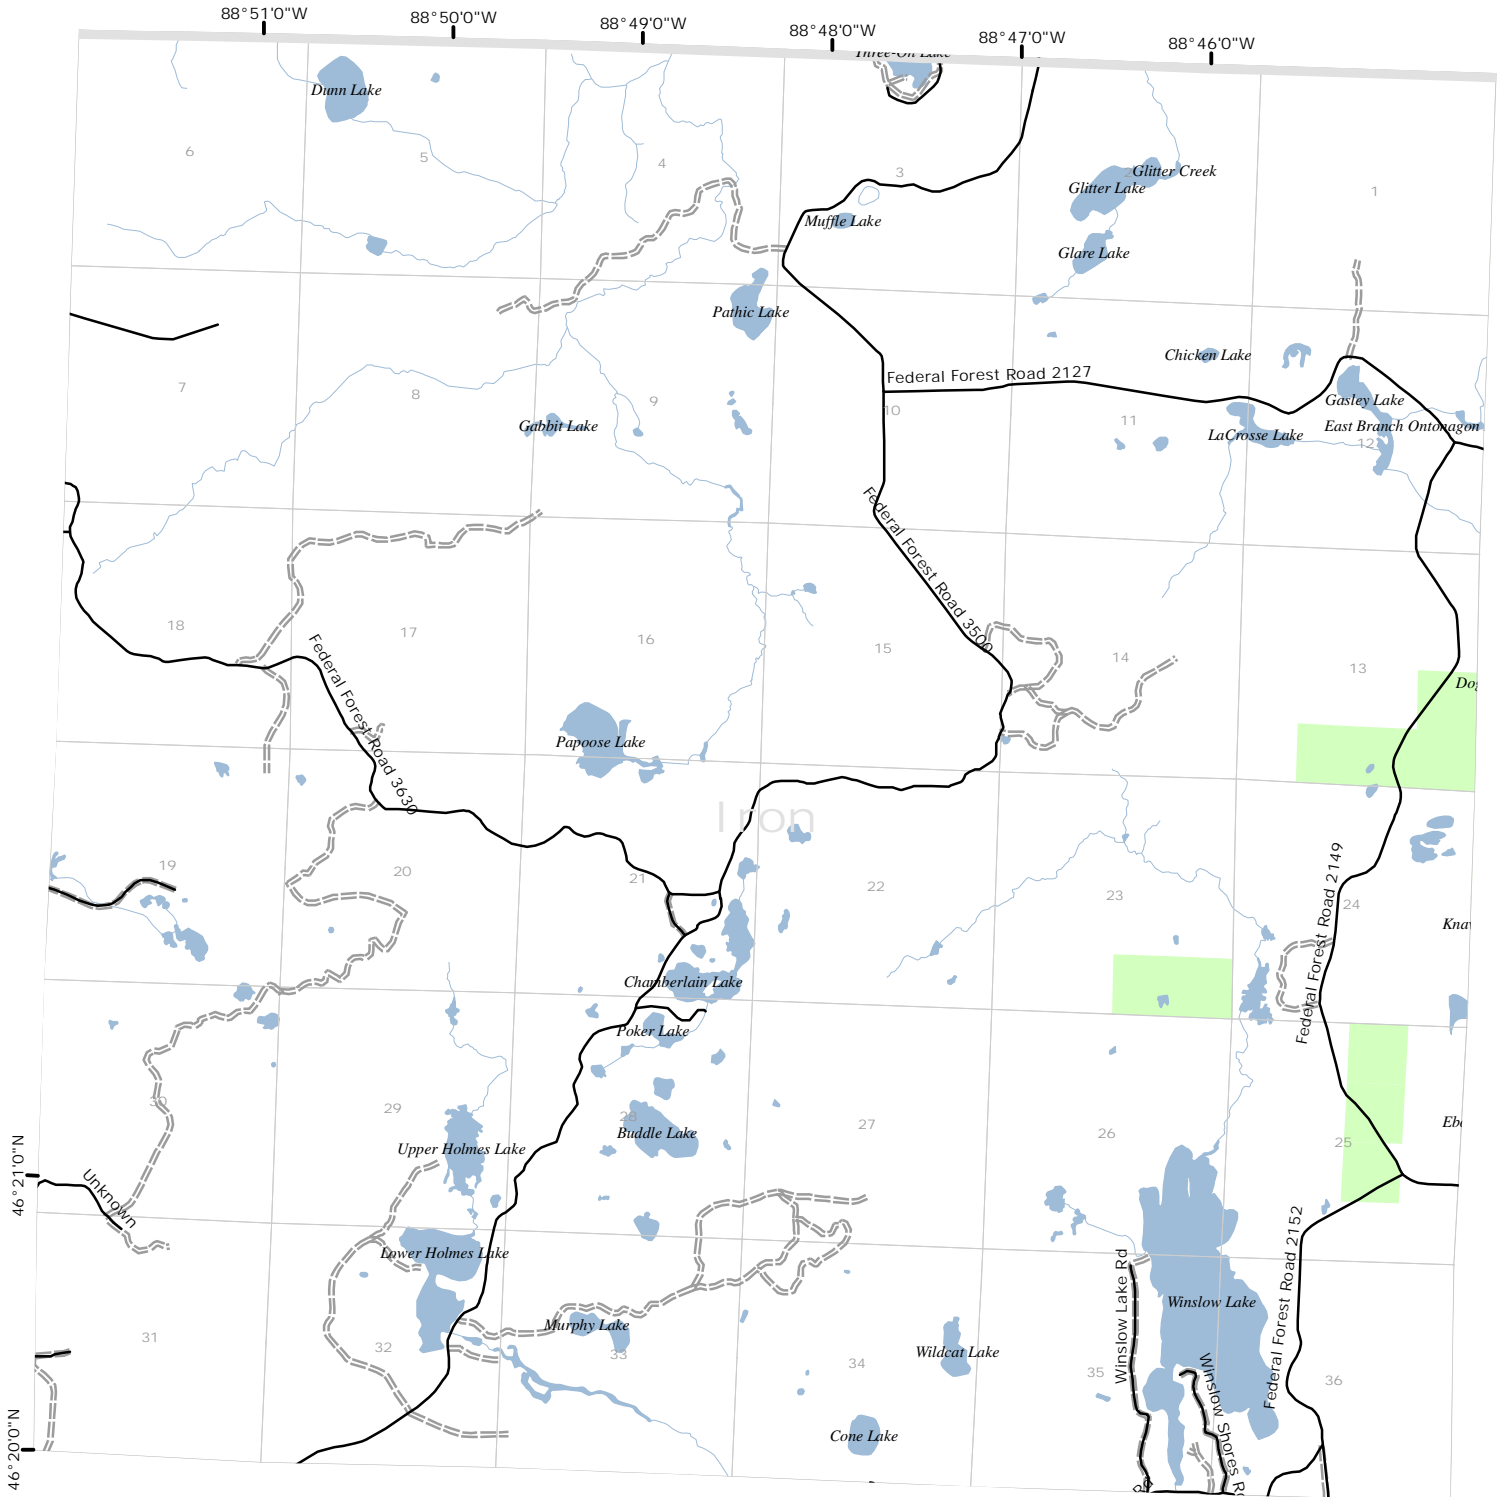 88°51'0"W
88°50'0"W
88°49'0"W
88°48'0"W
88°47'0"W
88°46'0"W
Three-On Lake
Dunn Lake
6
5
4
3
2
1
Glitter Creek
Glitter Lake
Muffle Lake
Glare Lake
Pathic Lake
Chicken Lake
Federal Forest Road 2127
7
8
9
10
11
12
Gasley Lake
Gabbit Lake
LaCrosse Lake
East Branch Ontonagon
Federal Forest Road 3500
18
17
16
15
14
13
Federal Forest Road 3630
Papoose Lake
Iron
19
20
21
22
23
24
Federal Forest Road 2149
Chamberlain Lake
Poker Lake
30
29
28
27
26
25
Buddle Lake
Upper Holmes Lake
46°21'0"N
Unknown
Lower Holmes Lake
Federal Forest Road 2152
Winslow Lake Rd
Winslow Lake
Murphy Lake
Wildcat Lake
31
32
33
34
35
36
Winslow Shores
Cone Lake
46°20'0"N
Rd